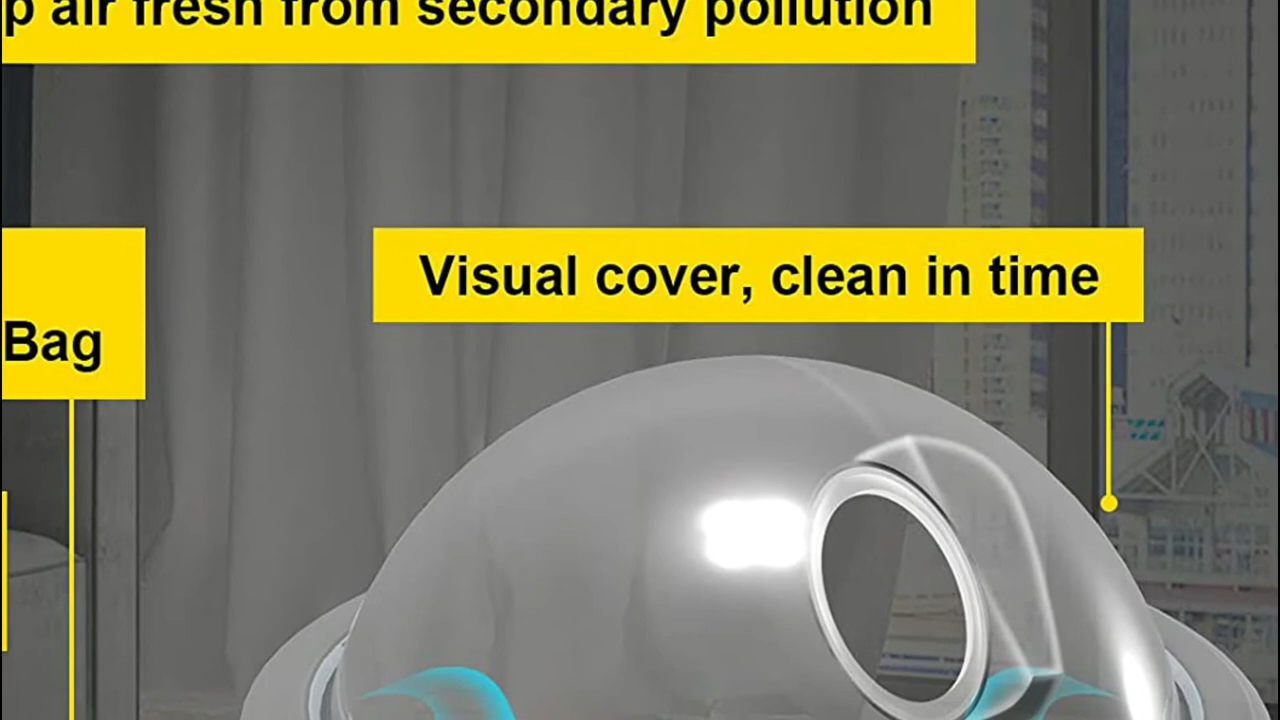 p air fresh from secondary pollution
Visual cover, clean in time
Bag